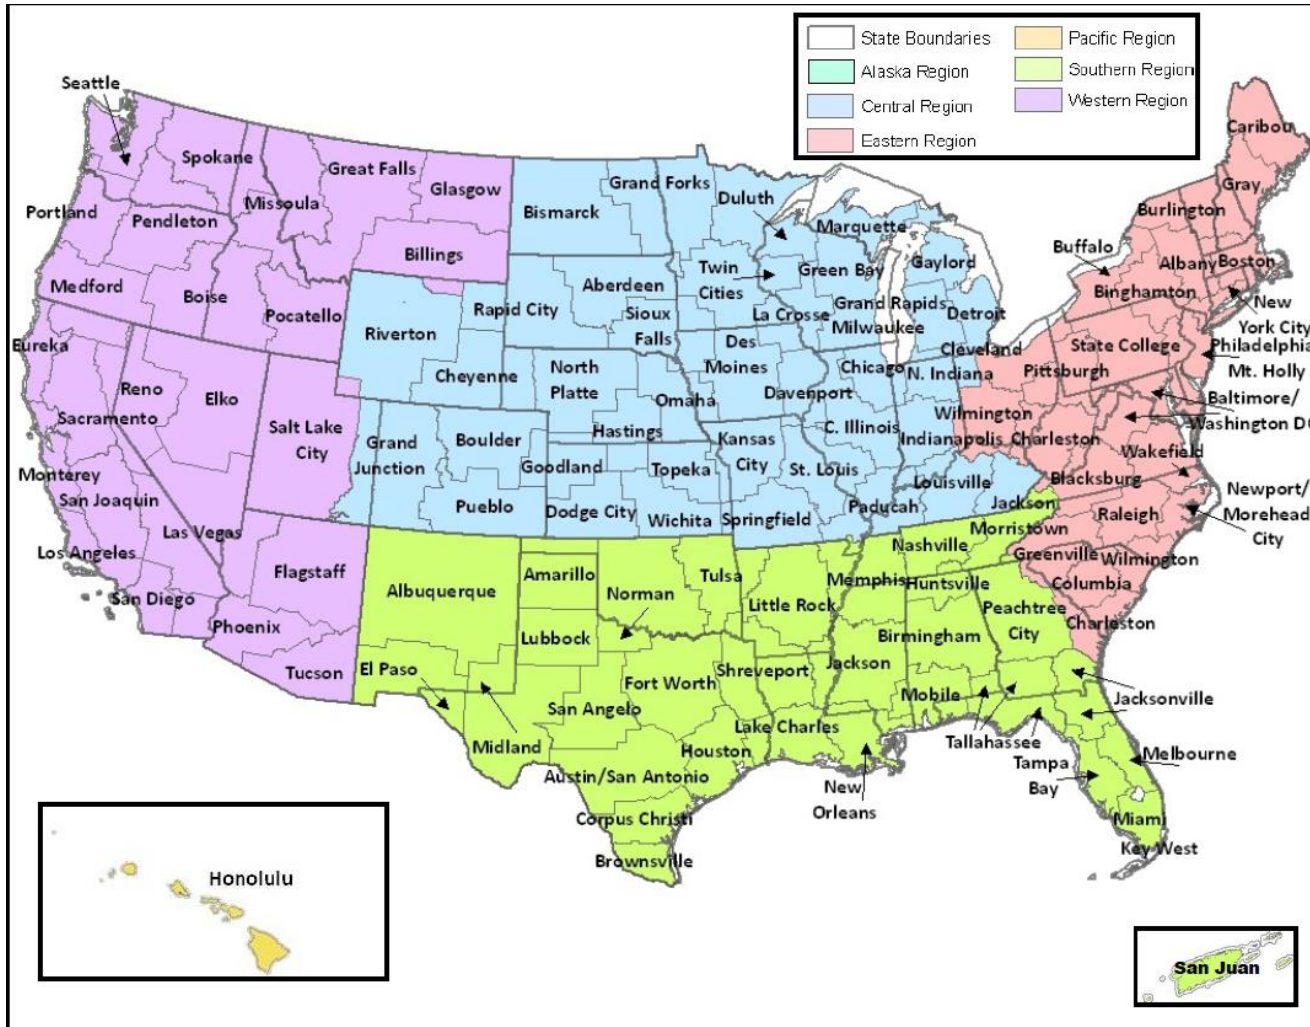 State Boundaries
Alaska Region
Central Region
Eastern Region
Pacific Region
Southern Region
Western Region
Seattle
Spokane
Great Falls
Glasgow
Missoula
Portland
Pendleton
Billings
Medford
Boise
Pocatello
Eureka
Reno
Elko
Sacramento
Salt Lake
City
Monterey
San Joaquin
Las Vegas
Los Angeles
Flagstaff
San Diego
Phoenix
Tucson
Bismarck
Grand Forks
Duluth
Marquette
Twin
Cities
Green Bay
Gaylord
Aberdeen
Rapid City
Sioux
Falls
La Crosse
Grand Rapids
Milwaukee
Detroit
Riverton
Cheyenne
North
Platte
Omaha
Des
Moines
Davenport
Chicago
N. Indiana
Cleveland
Hastings
Grand
Junction
Boulder
Pueblo
Goodland
Topeka
Kansas
City
C. Illinois
Indianapolis
St. Louis
Dodge City
Wichita
Springfield
Paducah
Louisville
Jackson
Caribou
Gray
Burlington
Buffalo
Albany
Boston
Binghamton
New
York City
State College
Philadelphia
Mt. Holly
Pittsburgh
Baltimore/
Washington DC
Wilmington
Charleston
Wakefield
Blacksburg
Newport/
Morehead
City
Raleigh
Morristown
Greenville
Wilmington
Columbia
Charleston
Nashville
Memphis
Huntsville
Peachtree
City
Birmingham
Albuquerque
Amarillo
Norman
Tulsa
Little Rock
Lubbock
El Paso
Shreveport
Jackson
Fort Worth
San Angelo
Midland
Mobile
Lake Charles
Houston
Austin/San Antonio
New
Orleans
Tallahassee
Jacksonville
Tampa
Bay
Melbourne
Miami
Key West
Corpus Christi
Brownsville
Honolulu
San Juan